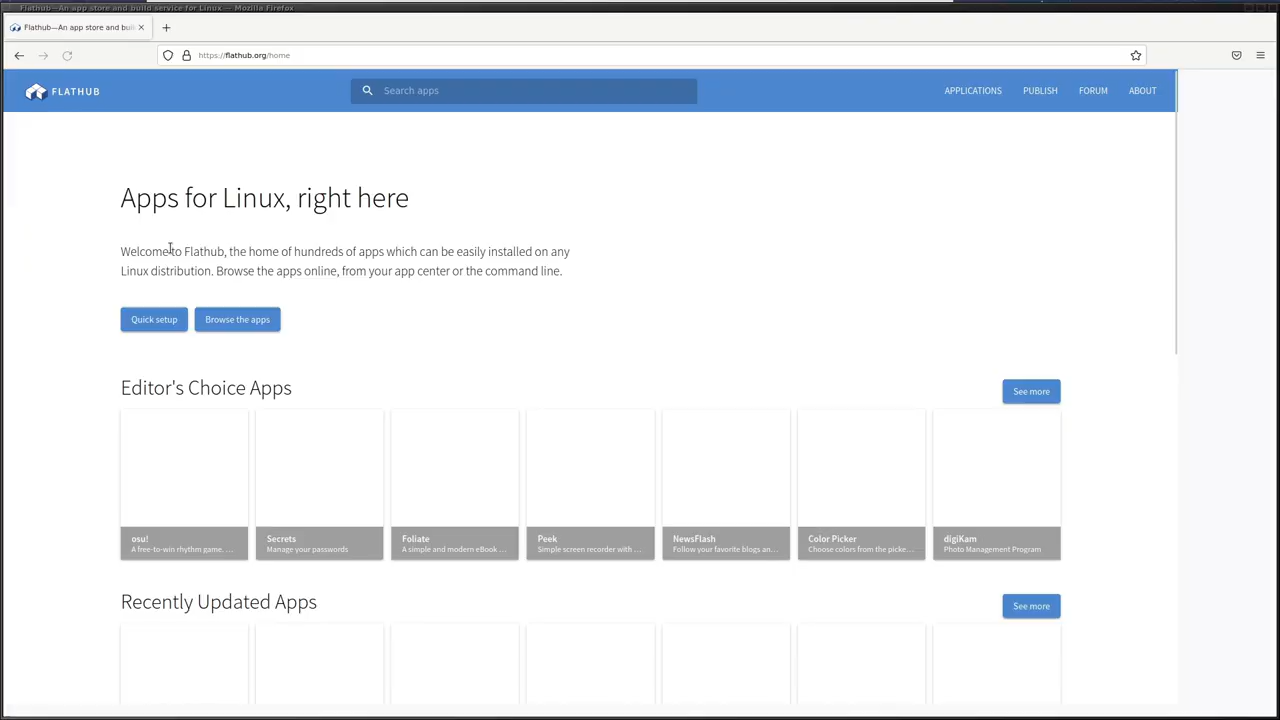 Flathub—An app store and build service for Linux — Mozilla Firefox
Flathub—An app store and buil
https://flathub.org/home
FLATHUB
Search apps
APPLICATIONS
PUBLISH
FORUM
ABOUT
Apps for Linux, right here
Welcome to Flathub, the home of hundreds of apps which can be easily installed on any
Linux distribution. Browse the apps online, from your app center or the command line.
Quick setup
Browse the apps
Editor's Choice Apps
See more
osu!
A free-to-win rhythm game. …
Secrets
Manage your passwords
Foliate
A simple and modern eBook …
Peek
Simple screen recorder with …
NewsFlash
Follow your favorite blogs an…
Color Picker
Choose colors from the picke…
digiKam
Photo Management Program
Recently Updated Apps
See more